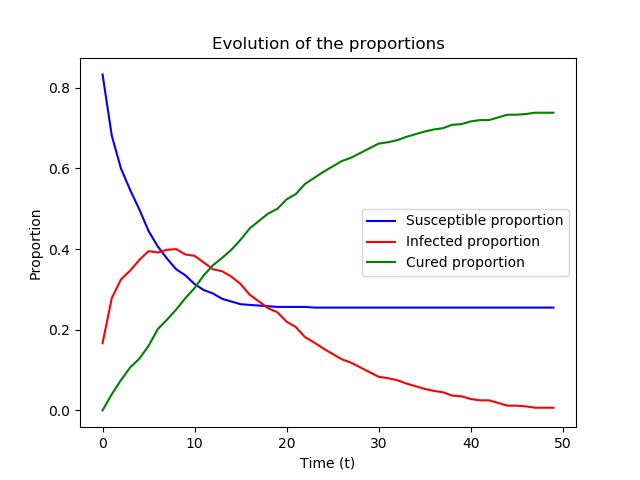 Evolution of the proportions
Proportion
0.8
0.6
0.4
0.2
0.0
Susceptible proportion
Infected proportion
Cured proportion
0 10 20 30 40 50
Time (t)